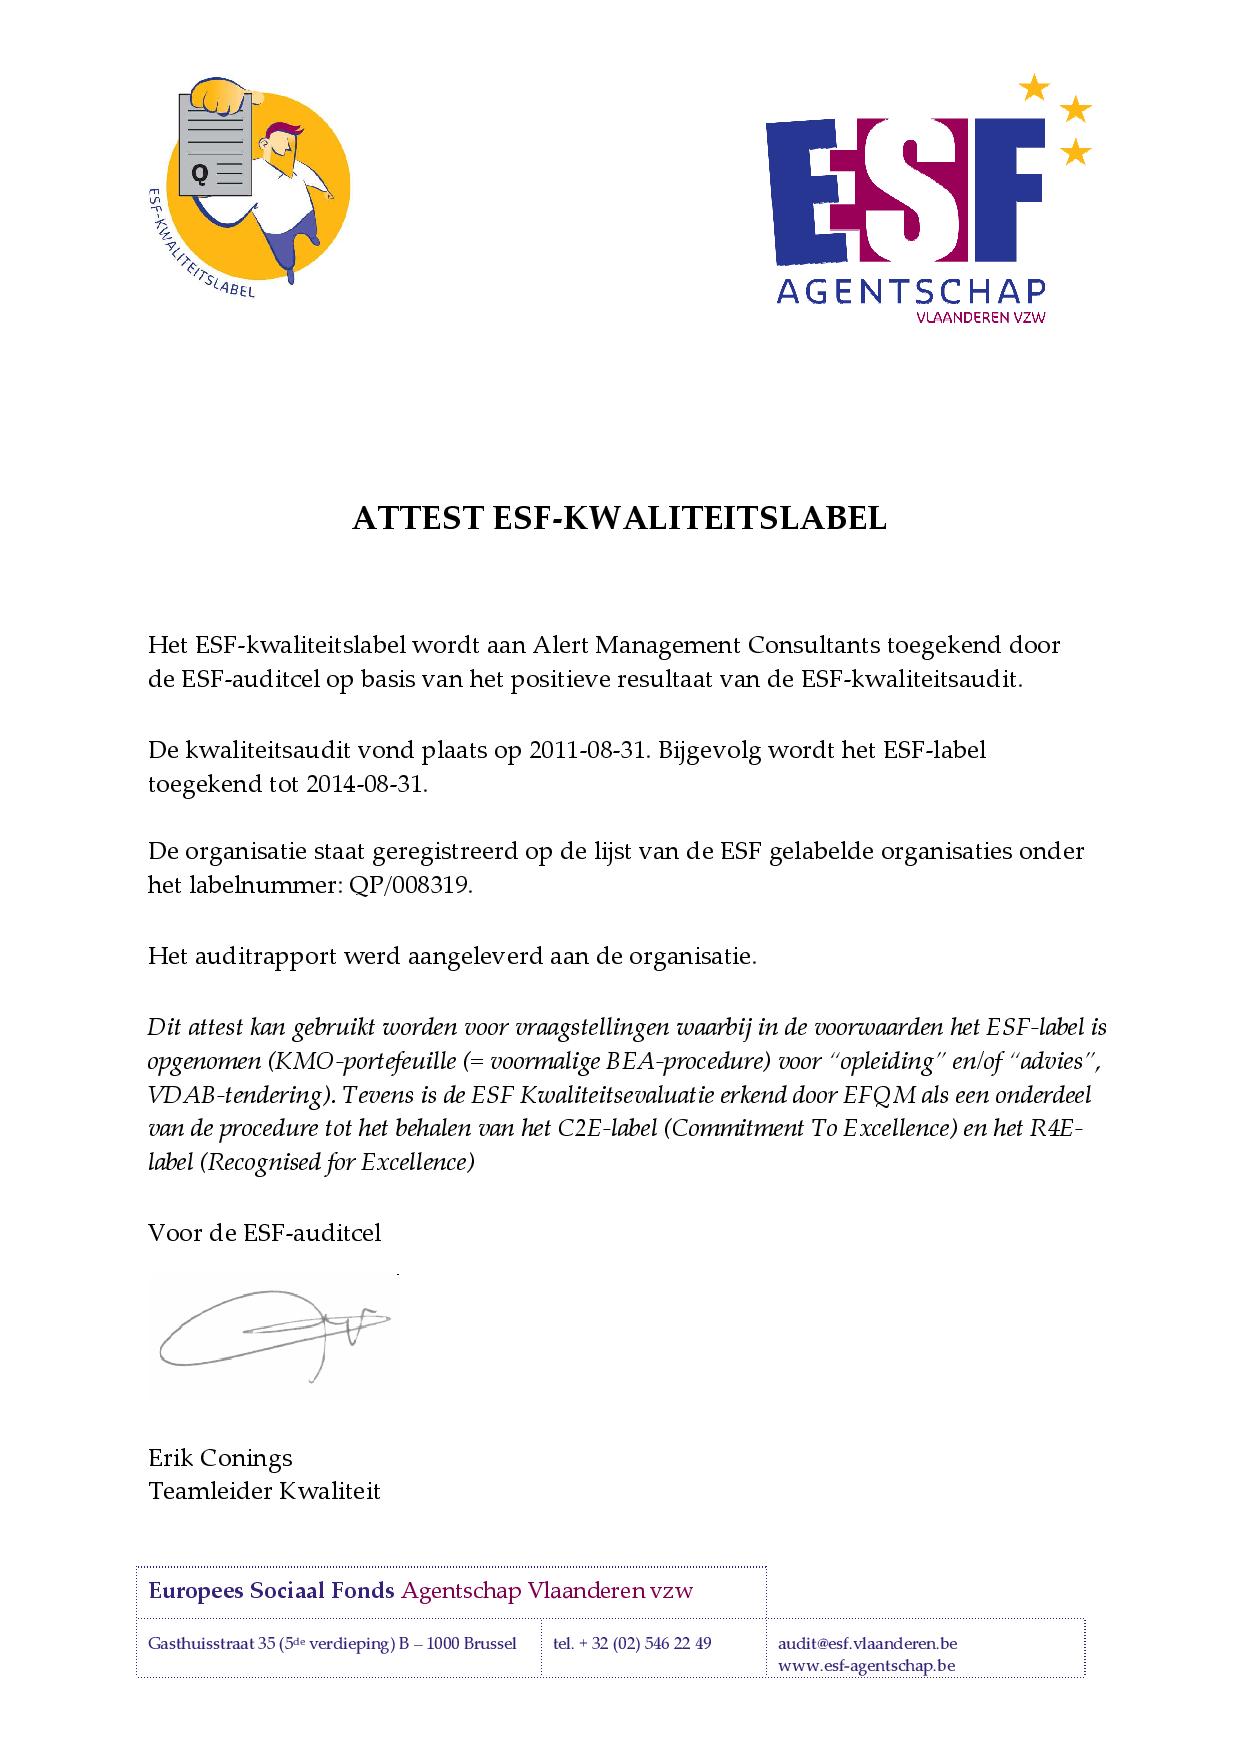 Q
ESF-KWALITEITSLABEL
ESF
AGENTSCHAP
VLAANDEREN VZW
ATTEST ESF-KWALITEITSLABEL
Het ESF-kwaliteitslabel wordt aan Alert Management Consultants toegekend door
de ESF-auditcel op basis van het positieve resultaat van de ESF-kwaliteitsaudit.
De kwaliteitsaudit vond plaats op 2011-08-31. Bijgevolg wordt het ESF-label
toegekend tot 2014-08-31.
De organisatie staat geregistreerd op de lijst van de ESF gelabelde organisaties onder
het labelnummer: QP/008319.
Het auditrapport werd aangeleverd aan de organisatie.
Dit attest kan gebruikt worden voor vraagstellingen waarbij in de voorwaarden het ESF-label is
opgenomen (KMO-portefeuille (= voormalige BEA-procedure) voor “opleiding” en/of “advies”,
VDAB-tendering). Tevens is de ESF Kwaliteitsevaluatie erkend door EFQM als een onderdeel
van de procedure tot het behalen van het C2E-label (Commitment To Excellence) en het R4E-
label (Recognised for Excellence)
Voor de ESF-auditcel
Erik Conings
Teamleider Kwaliteit
Europees Sociaal Fonds Agentschap Vlaanderen vzw
Gasthuisstraat 35 (5de verdieping) B – 1000 Brussel tel. + 32 (02) 546 22 49 audit@esf.vlaanderen.be
www.esf-agentschap.be